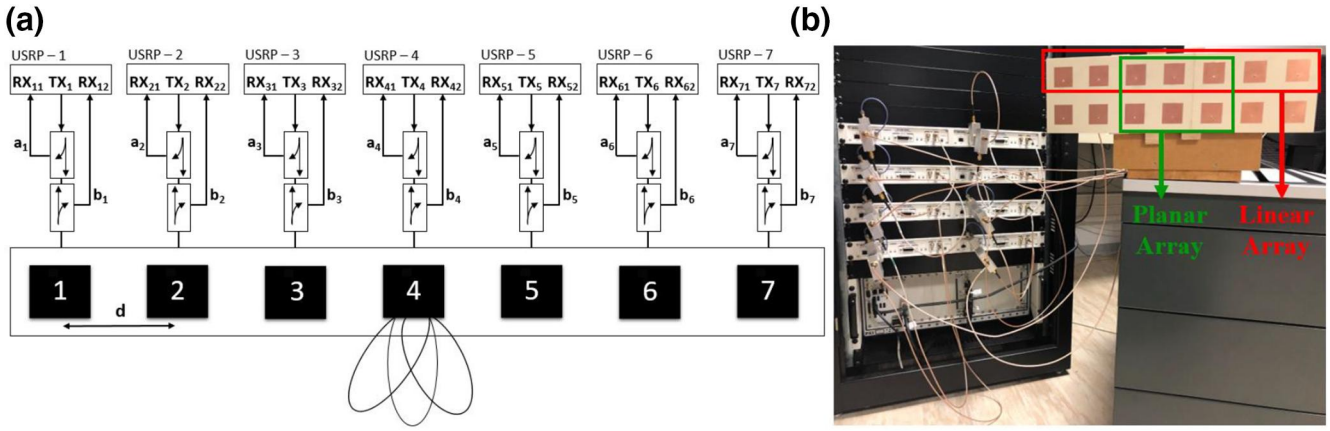 (a)
USRP – 1 USRP – 2 USRP – 3 USRP – 4 USRP – 5 USRP – 6 USRP – 7
RX₁₁ TX₁ RX₁₂ RX₂₁ TX₂ RX₂₂ RX₃₁ TX₃ RX₃₂ RX₄₁ TX₄ RX₄₂ RX₅₁ TX₅ RX₅₂ RX₆₁ TX₆ RX₆₂ RX₇₁ TX₇ RX₇₂
a₁ a₂ a₃ a₄ a₅ a₆ a₇
b₁ b₂ b₃ b₄ b₅ b₆ b₇
1 2 3 4 5 6 7
d
(b)
Planar
Array
Linear
Array